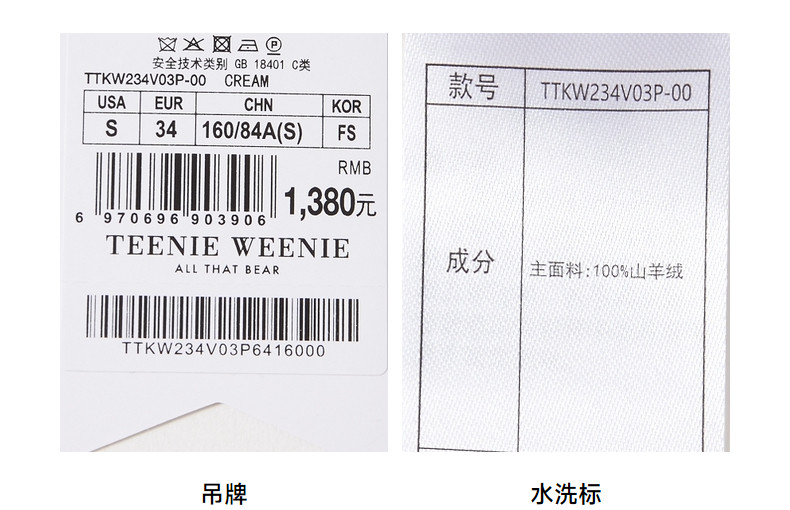 安全技术类别 GB 18401 C类
TTKW234V03P-00 CREAM
USA EUR CHN KOR
S 34 160/84A(S) FS
RMB
1,380元
6 970696 903906
TEENIE WEENIE
ALL THAT BEAR
TTKW234V03P6416000
款号 TTKW234V03P-00
成分 主面料:100%山羊绒
吊牌
水洗标